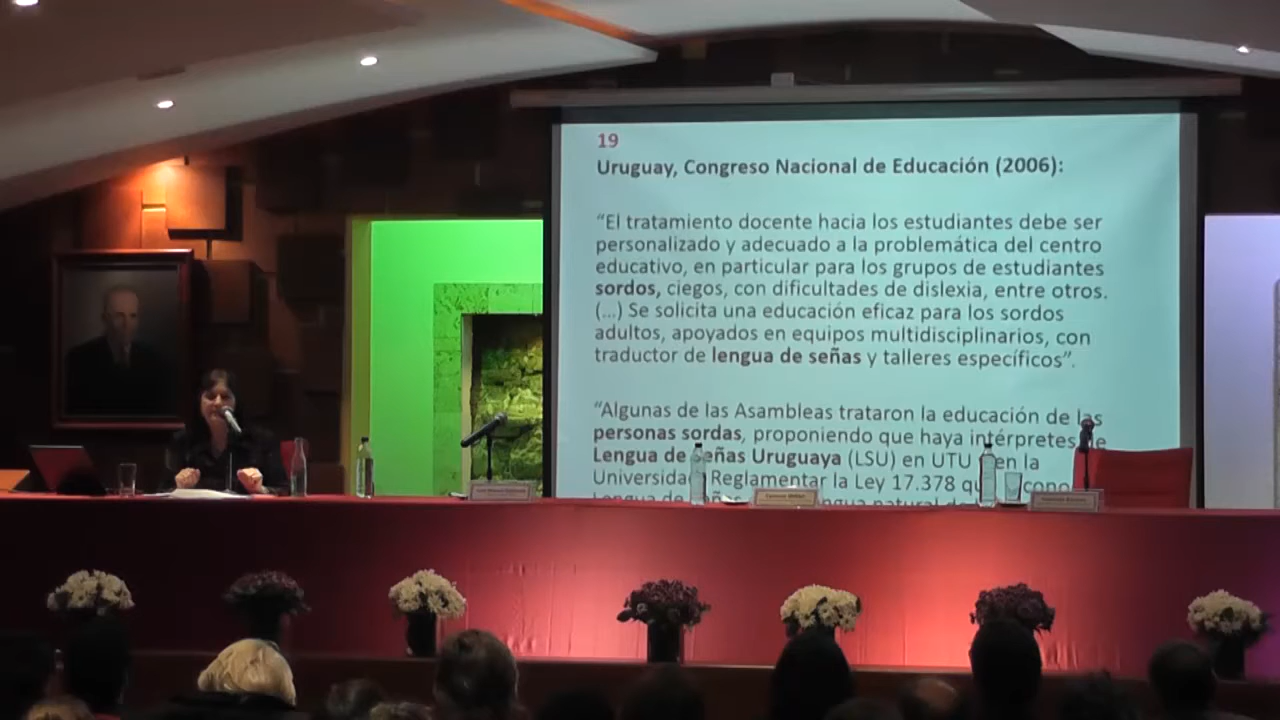 19
Uruguay, Congreso Nacional de Educación (2006):
“El tratamiento docente hacia los estudiantes debe ser
personalizado y adecuado a la problemática del centro
educativo, en particular para los grupos de estudiantes
sordos, ciegos, con dificultades de dislexia, entre otros.
(...) Se solicita una educación eficaz para los sordos
adultos, apoyados en equipos multidisciplinarios, con
traductor de lengua de señas y talleres específicos”.
“Algunas de las Asambleas trataron la educación de las
personas sordas, proponiendo que haya intérpretes de
Lengua de Señas Uruguaya (LSU) en UTU en la
Universidad Reglamentar la Ley 17.378
Lengua de natural